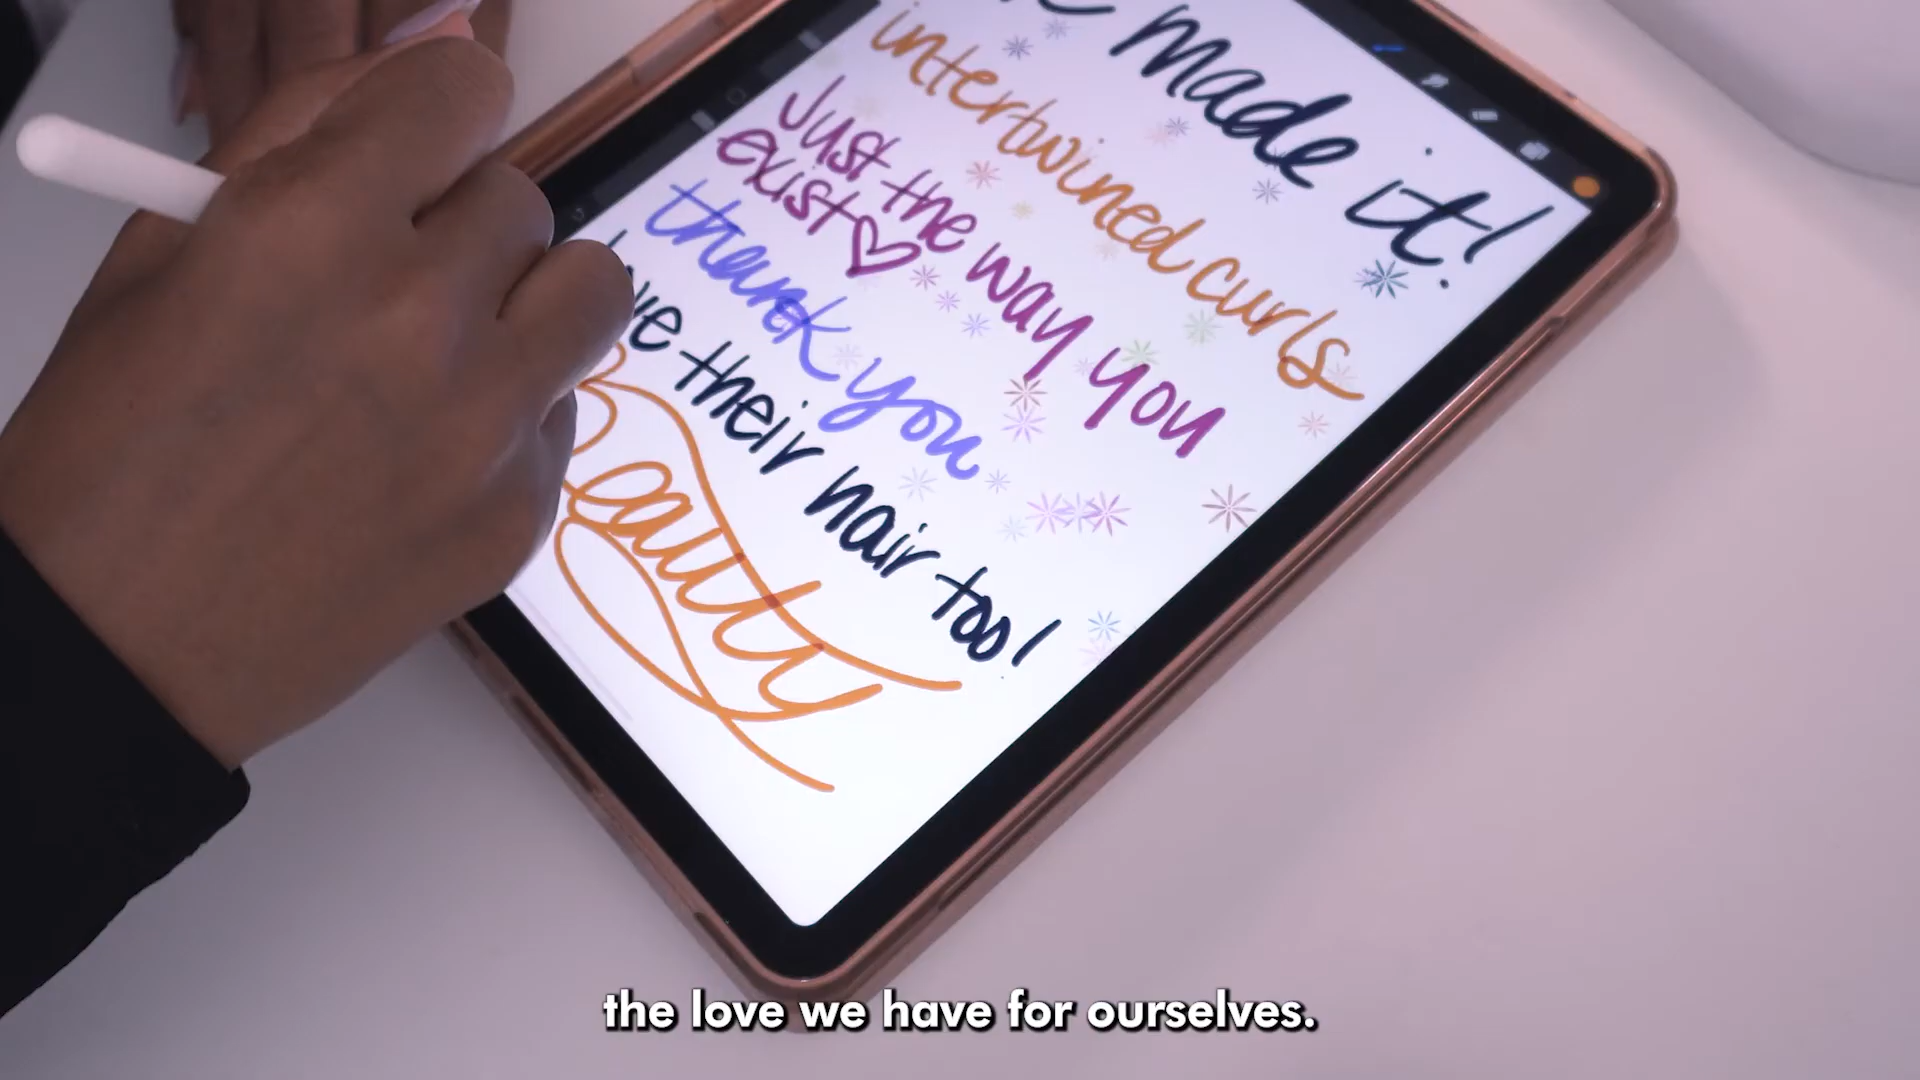 made it!
intertwined curls
Just the way you
exist
thank you
their hair too!
Beauty
the love we have for ourselves.